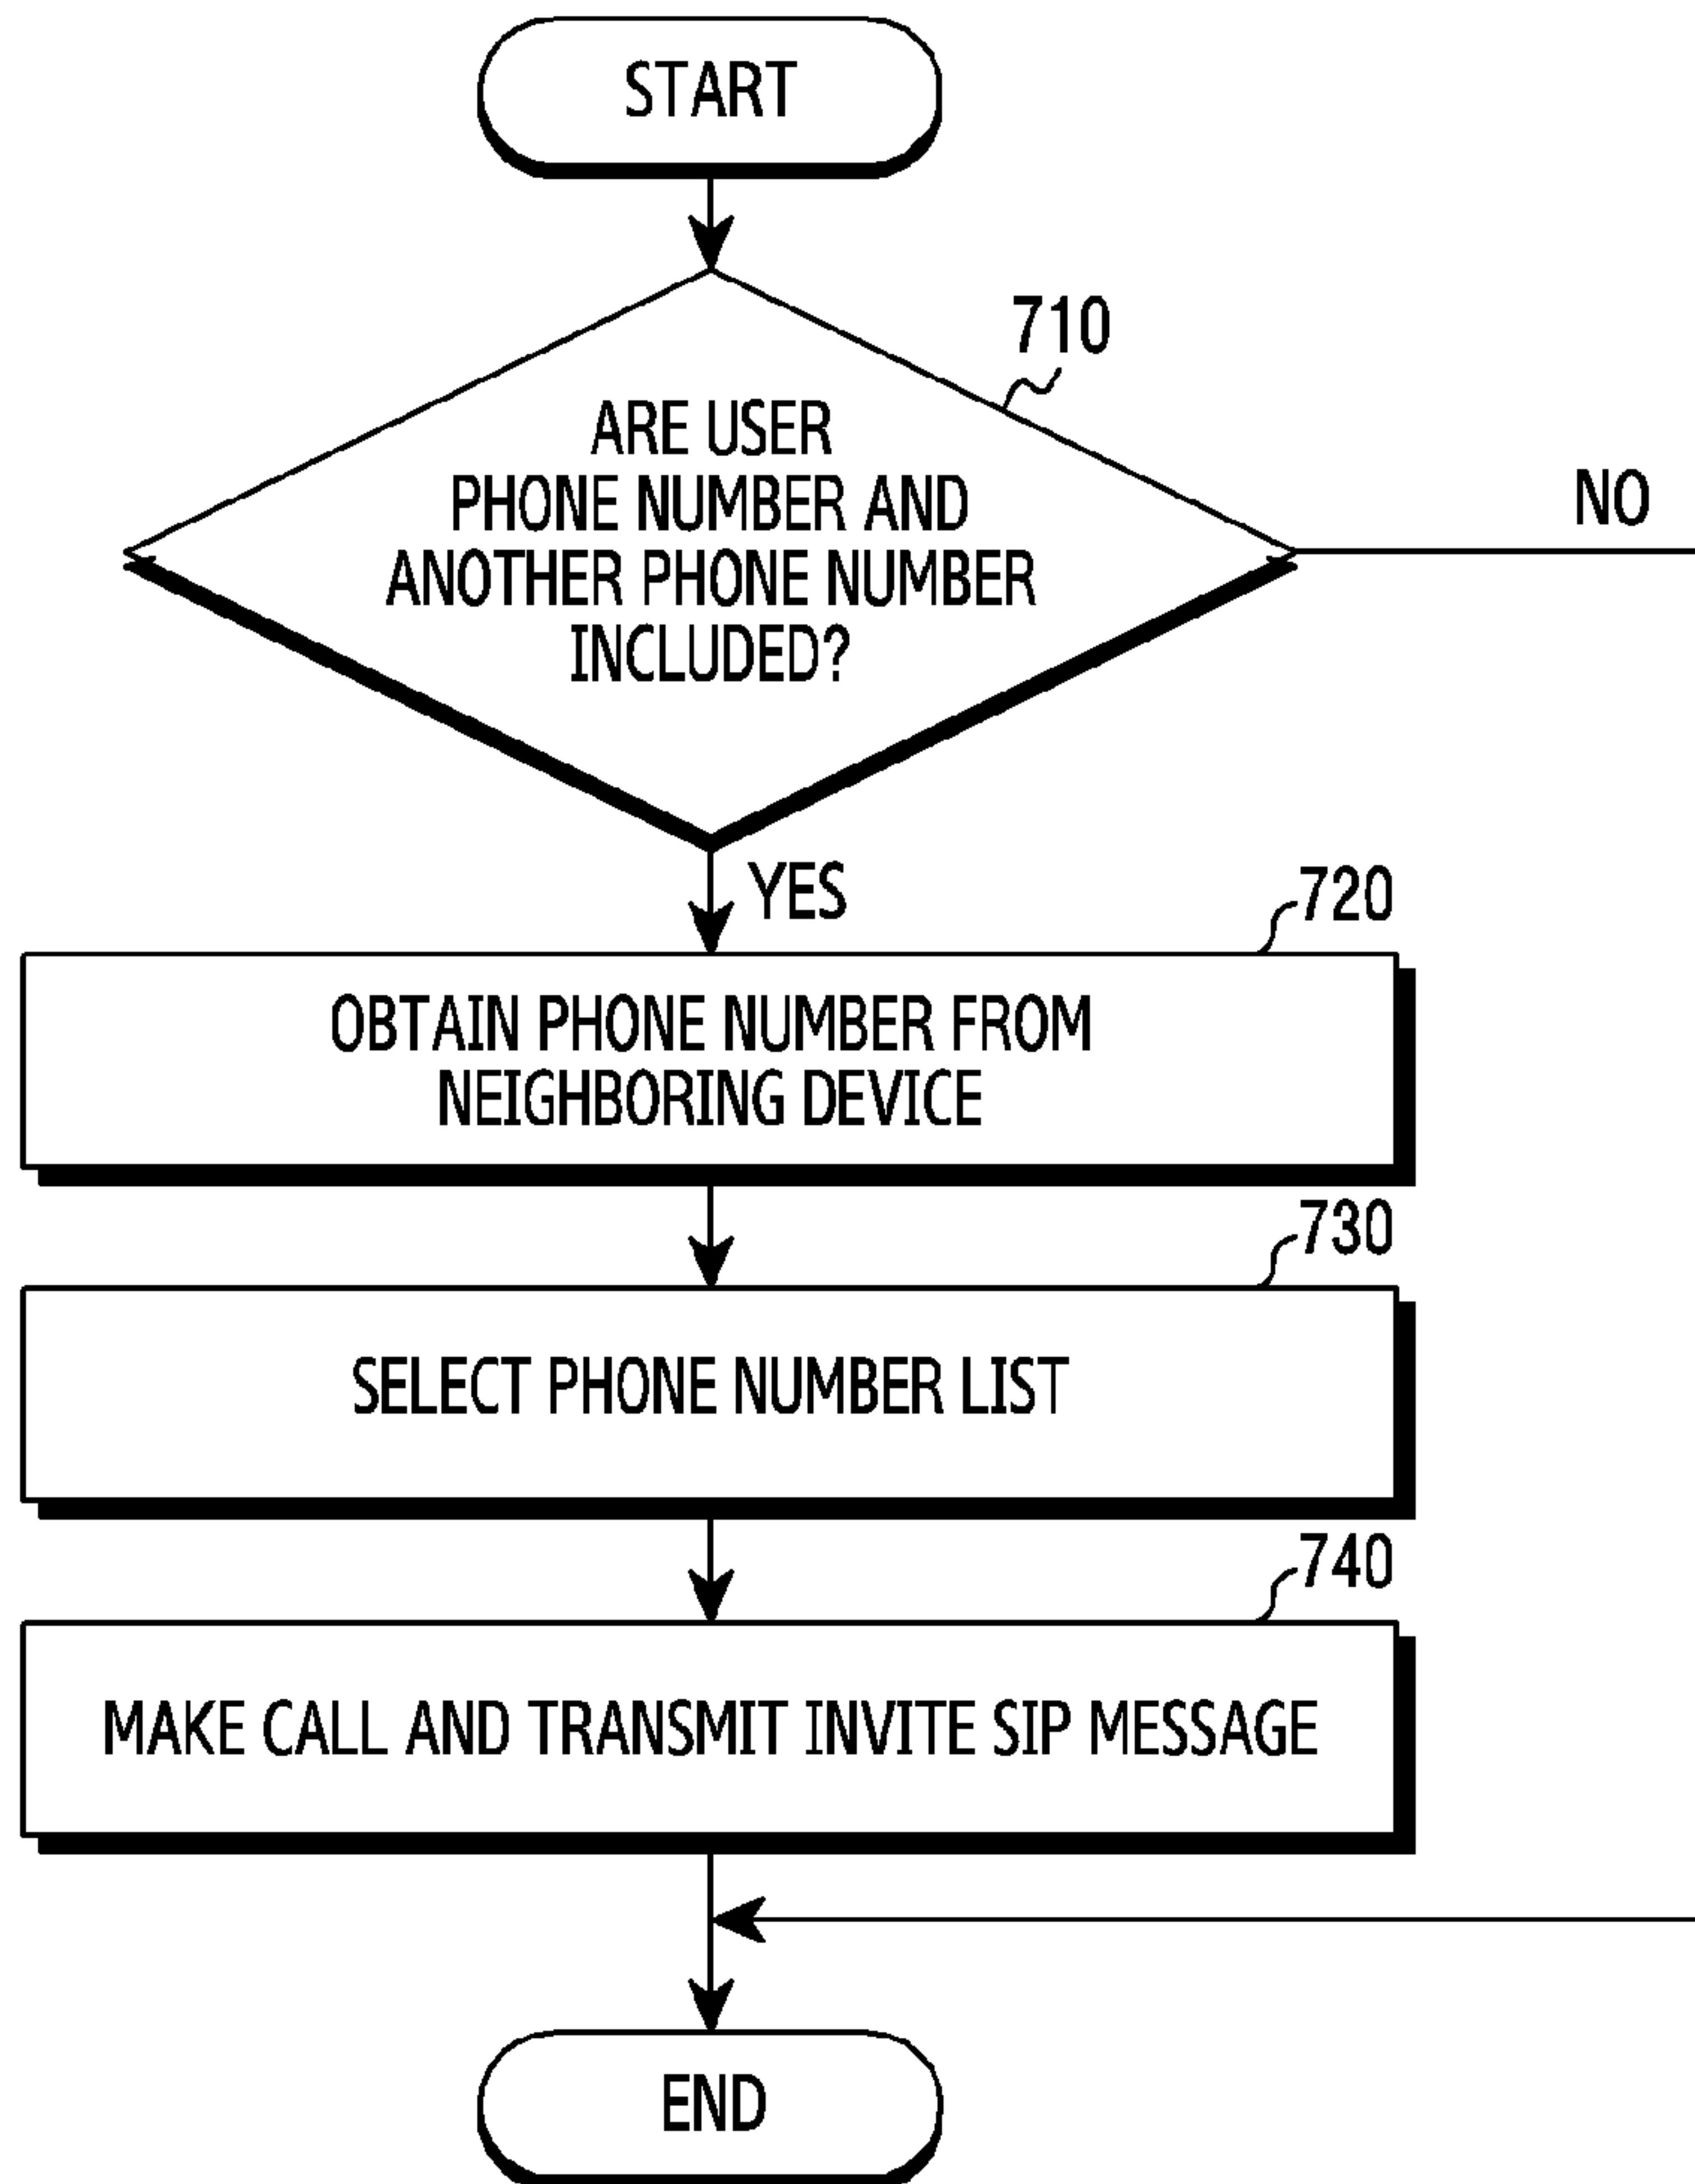 START
710
ARE USER
PHONE NUMBER AND
ANOTHER PHONE NUMBER
INCLUDED?
NO
YES
720
OBTAIN PHONE NUMBER FROM
NEIGHBORING DEVICE
730
SELECT PHONE NUMBER LIST
740
MAKE CALL AND TRANSMIT INVITE SIP MESSAGE
END